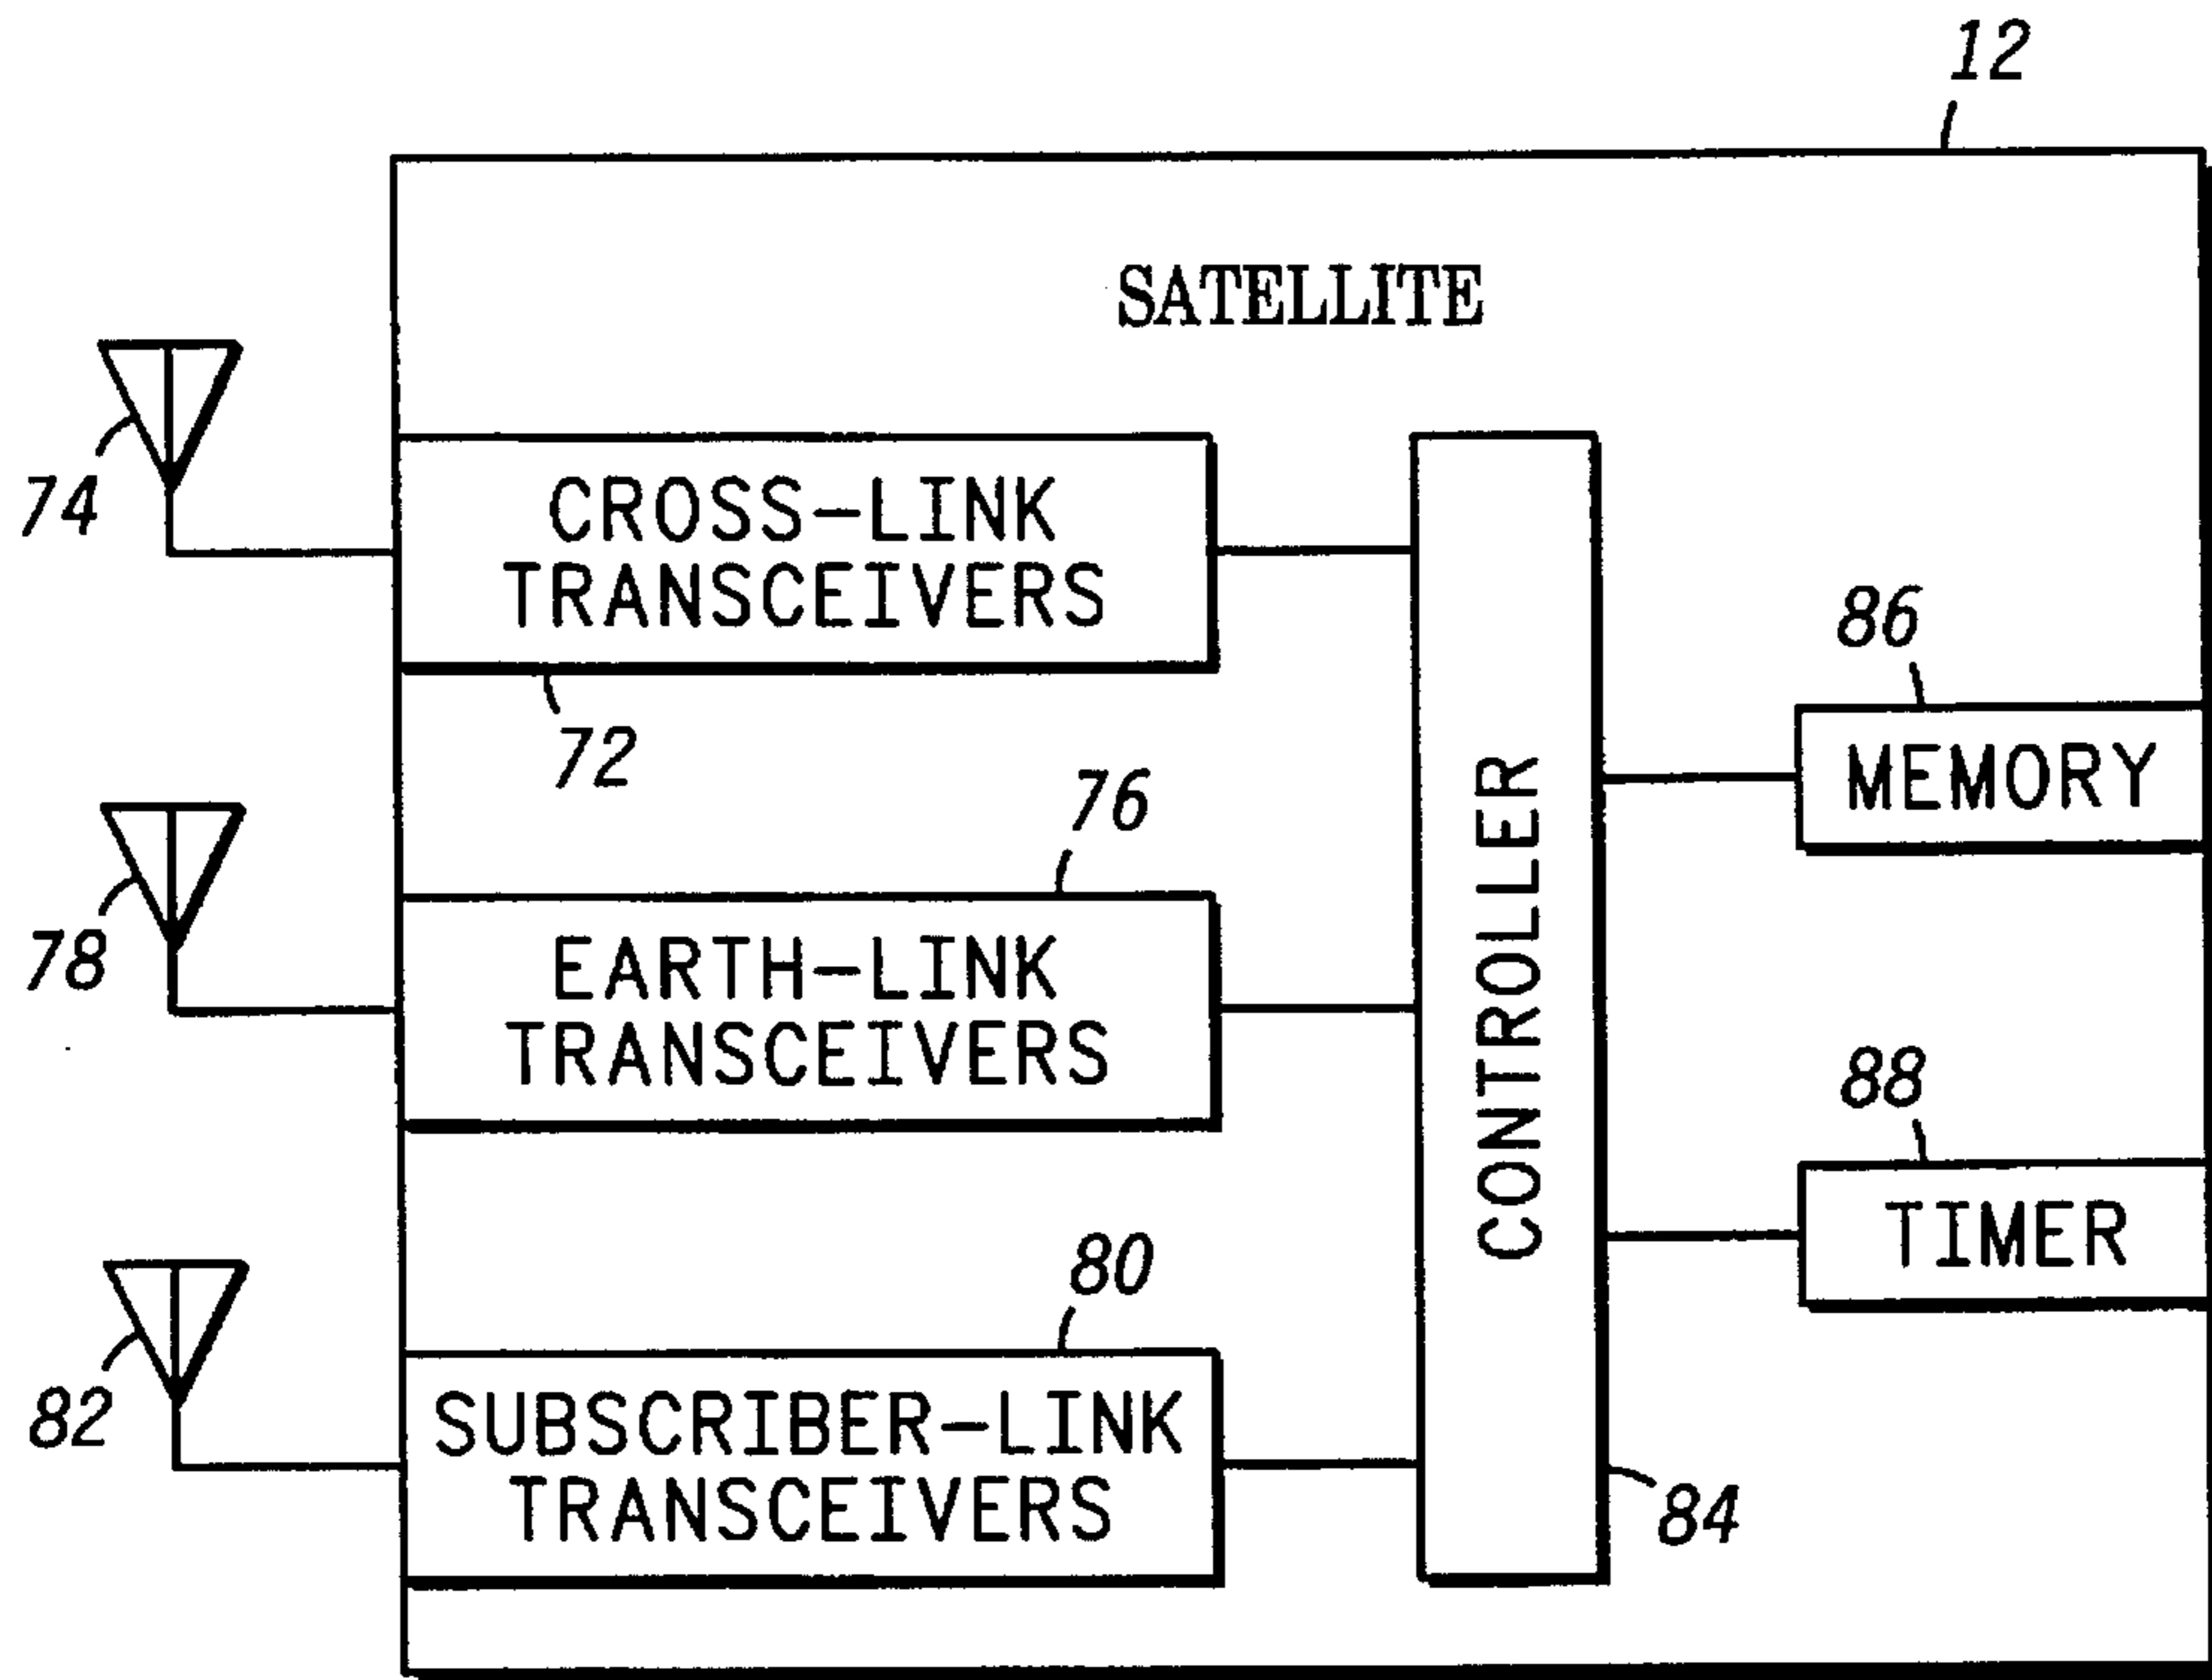 12
SATELLITE
74
CROSS-LINK
TRANSCEIVERS
72
86
MEMORY
76
78
EARTH-LINK
TRANSCEIVERS
CONTROLLER
88
TIMER
80
82
SUBSCRIBER-LINK
TRANSCEIVERS
84